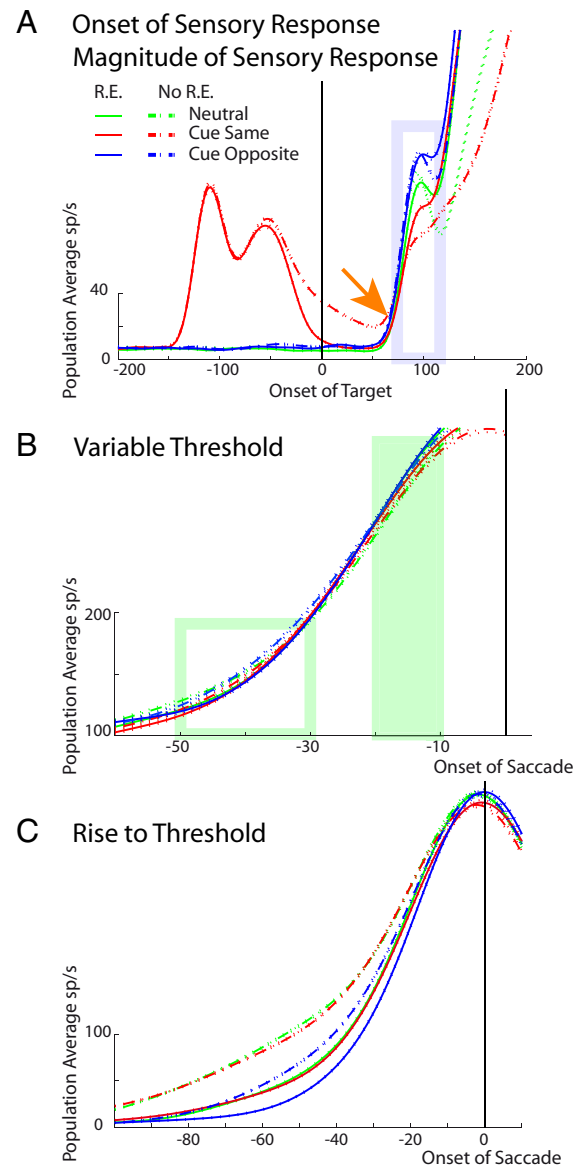 A Onset of Sensory Response
Magnitude of Sensory Response
R.E. No R.E.
Neutral
Cue Same
Cue Opposite
Population Average sp/s
40
0
-200 -100 0 100 200
Onset of Target
B Variable Threshold
Population Average sp/s
200
100
-50 -30 -10
Onset of Saccade
C Rise to Threshold
Population Average sp/s
100
0
-80 -60 -40 -20 0
Onset of Saccade